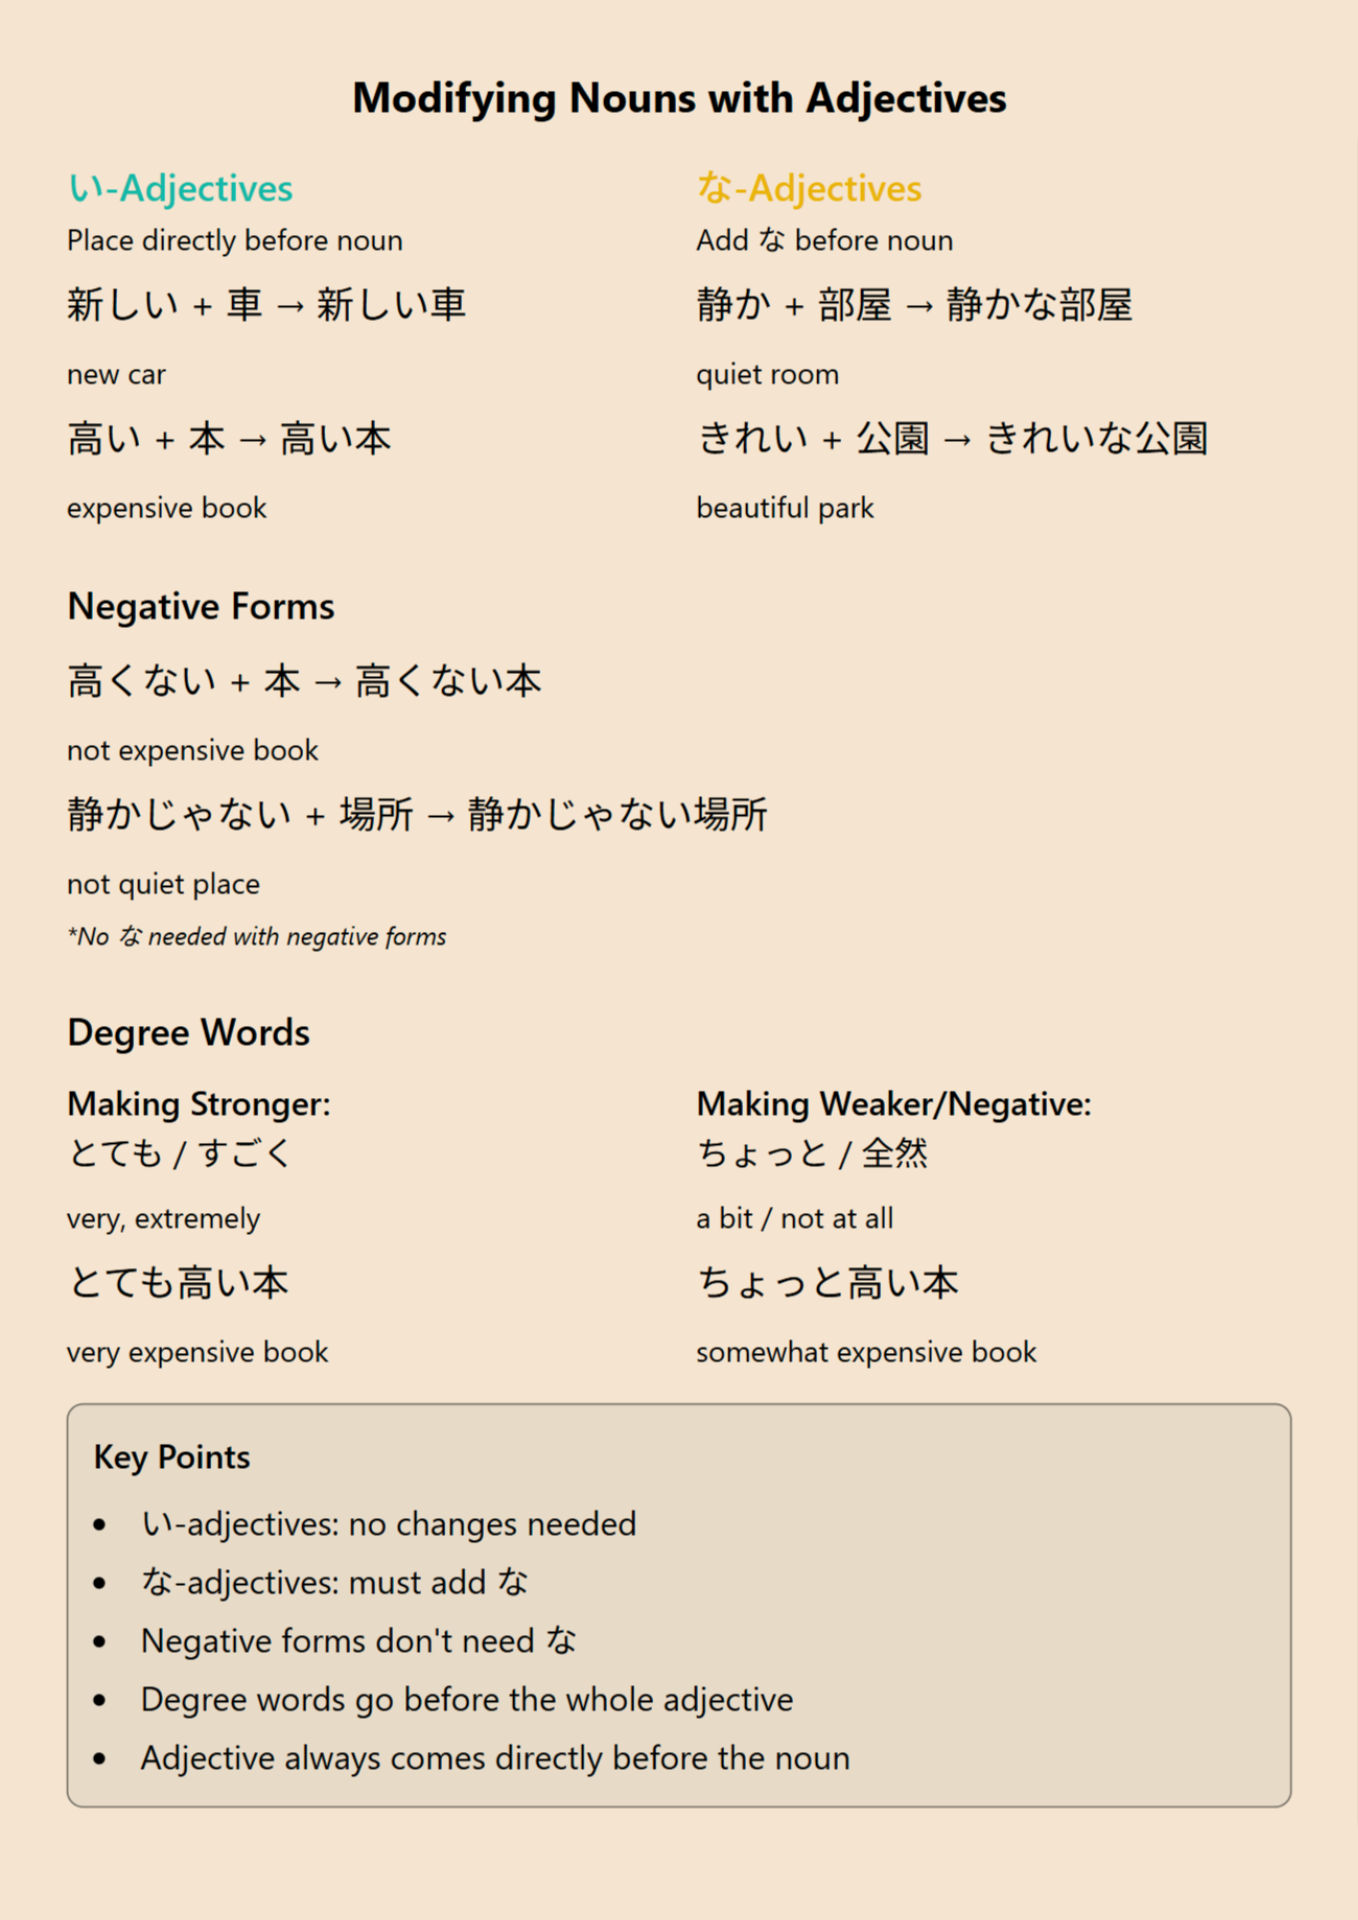 Modifying Nouns with Adjectives
い-Adjectives
Place directly before noun
新しい + 車 → 新しい車
new car
高い + 本 → 高い本
expensive book
な-Adjectives
Add な before noun
静か + 部屋 → 静かな部屋
quiet room
きれい + 公園 → きれいな公園
beautiful park
Negative Forms
高くない + 本 → 高くない本
not expensive book
静かじゃない + 場所 → 静かじゃない場所
not quiet place
*No な needed with negative forms
Degree Words
Making Stronger:
とても / すごく
very, extremely
とても高い本
very expensive book
Making Weaker/Negative:
ちょっと / 全然
a bit / not at all
ちょっと高い本
somewhat expensive book
Key Points
• い-adjectives: no changes needed
• な-adjectives: must add な
• Negative forms don't need な
• Degree words go before the whole adjective
• Adjective always comes directly before the noun